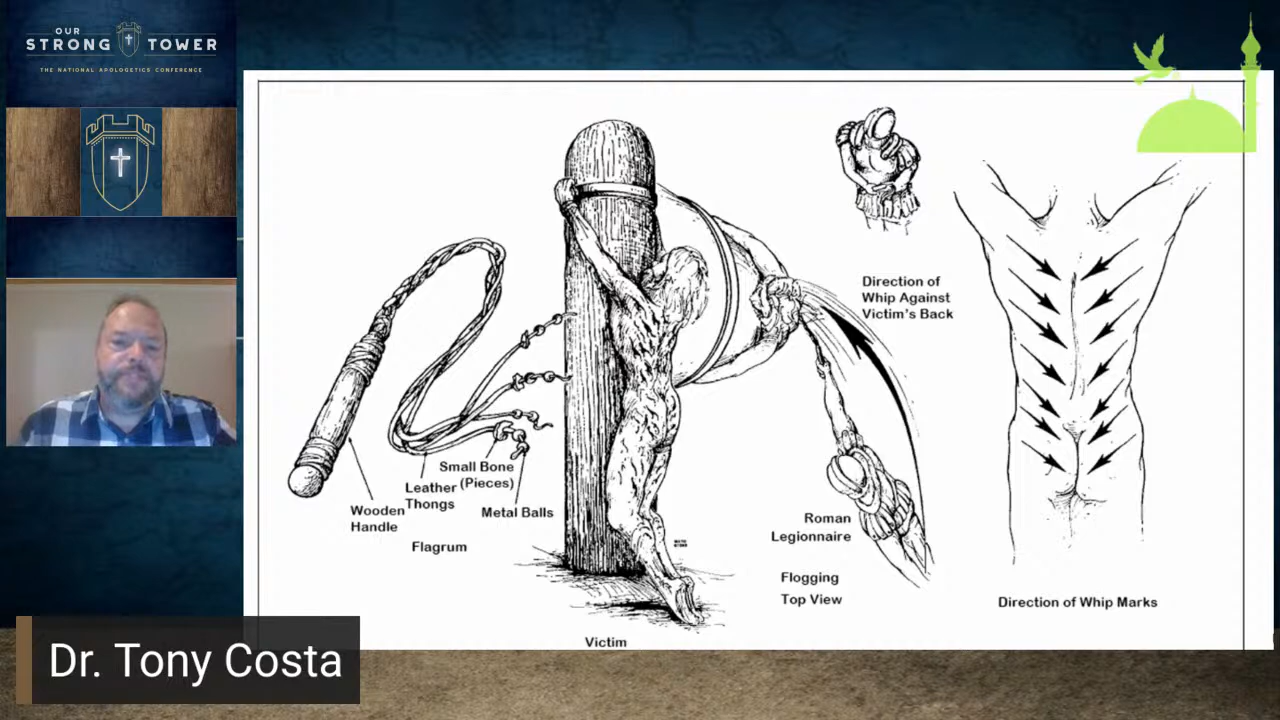 OUR
STRONG TOWER
THE NATIONAL APOLOGETICS CONFERENCE
Direction of
Whip Against
Victim's Back
Small Bone
(Pieces)
Leather
Thongs
Wooden
Handle
Metal Balls
Flagrum
Roman
Legionnaire
Flogging
Top View
Direction of Whip Marks
Victim
Dr. Tony Costa